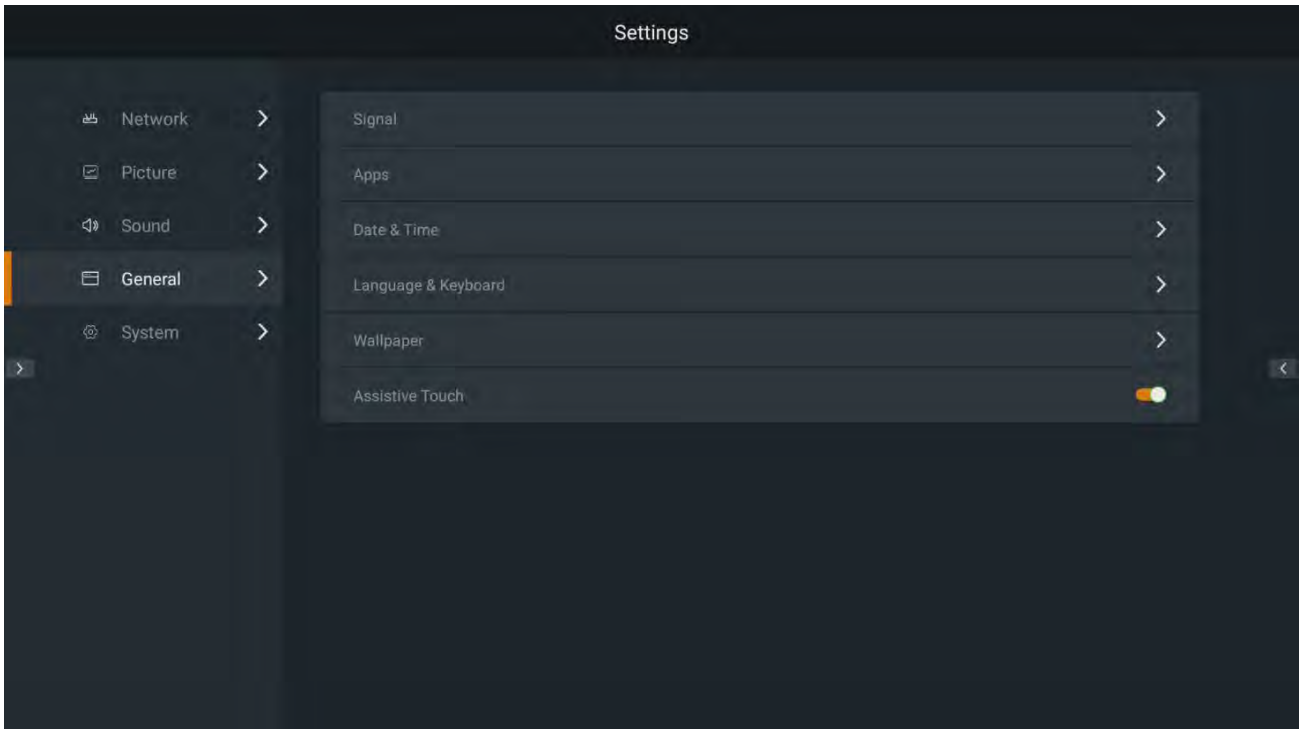 Settings
Network
Picture
Sound
General
System
Signal
Apps
Date & Time
Language & Keyboard
Wallpaper
Assistive Touch